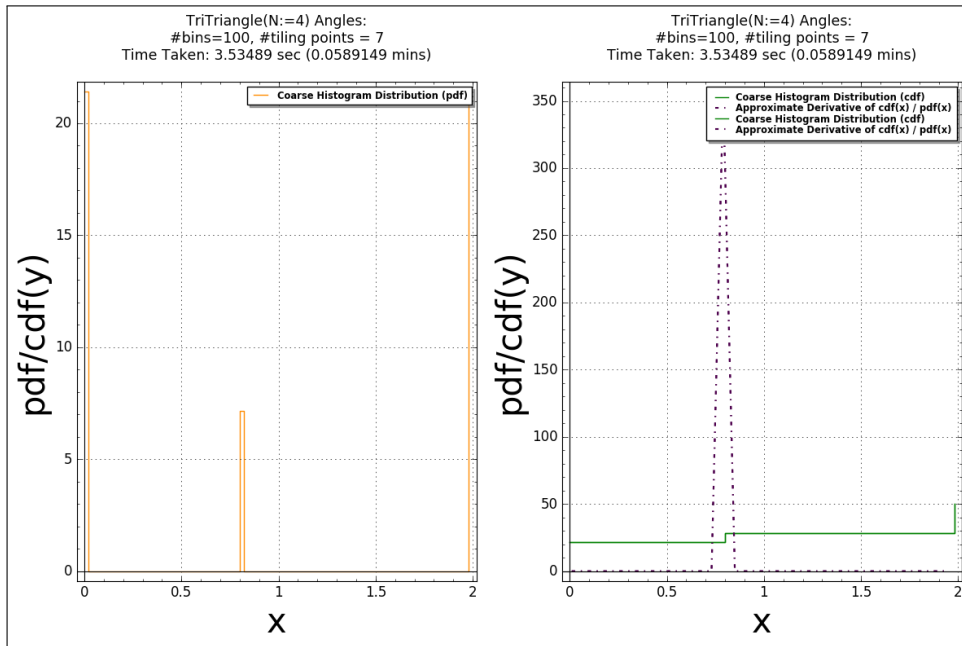 TriTriangle(N:=4) Angles:
#bins=100, #tiling points = 7
Time Taken: 3.53489 sec (0.0589149 mins)
Coarse Histogram Distribution (pdf)
20
15
10
5
0
pdf/cdf(y)
0 0.5 1 1.5 2
x
TriTriangle(N:=4) Angles:
#bins=100, #tiling points = 7
Time Taken: 3.53489 sec (0.0589149 mins)
Coarse Histogram Distribution (cdf)
Approximate Derivative of cdf(x) / pdf(x)
Coarse Histogram Distribution (cdf)
Approximate Derivative of cdf(x) / pdf(x)
350
300
250
200
150
100
50
0
pdf/cdf(y)
0 0.5 1 1.5 2
x